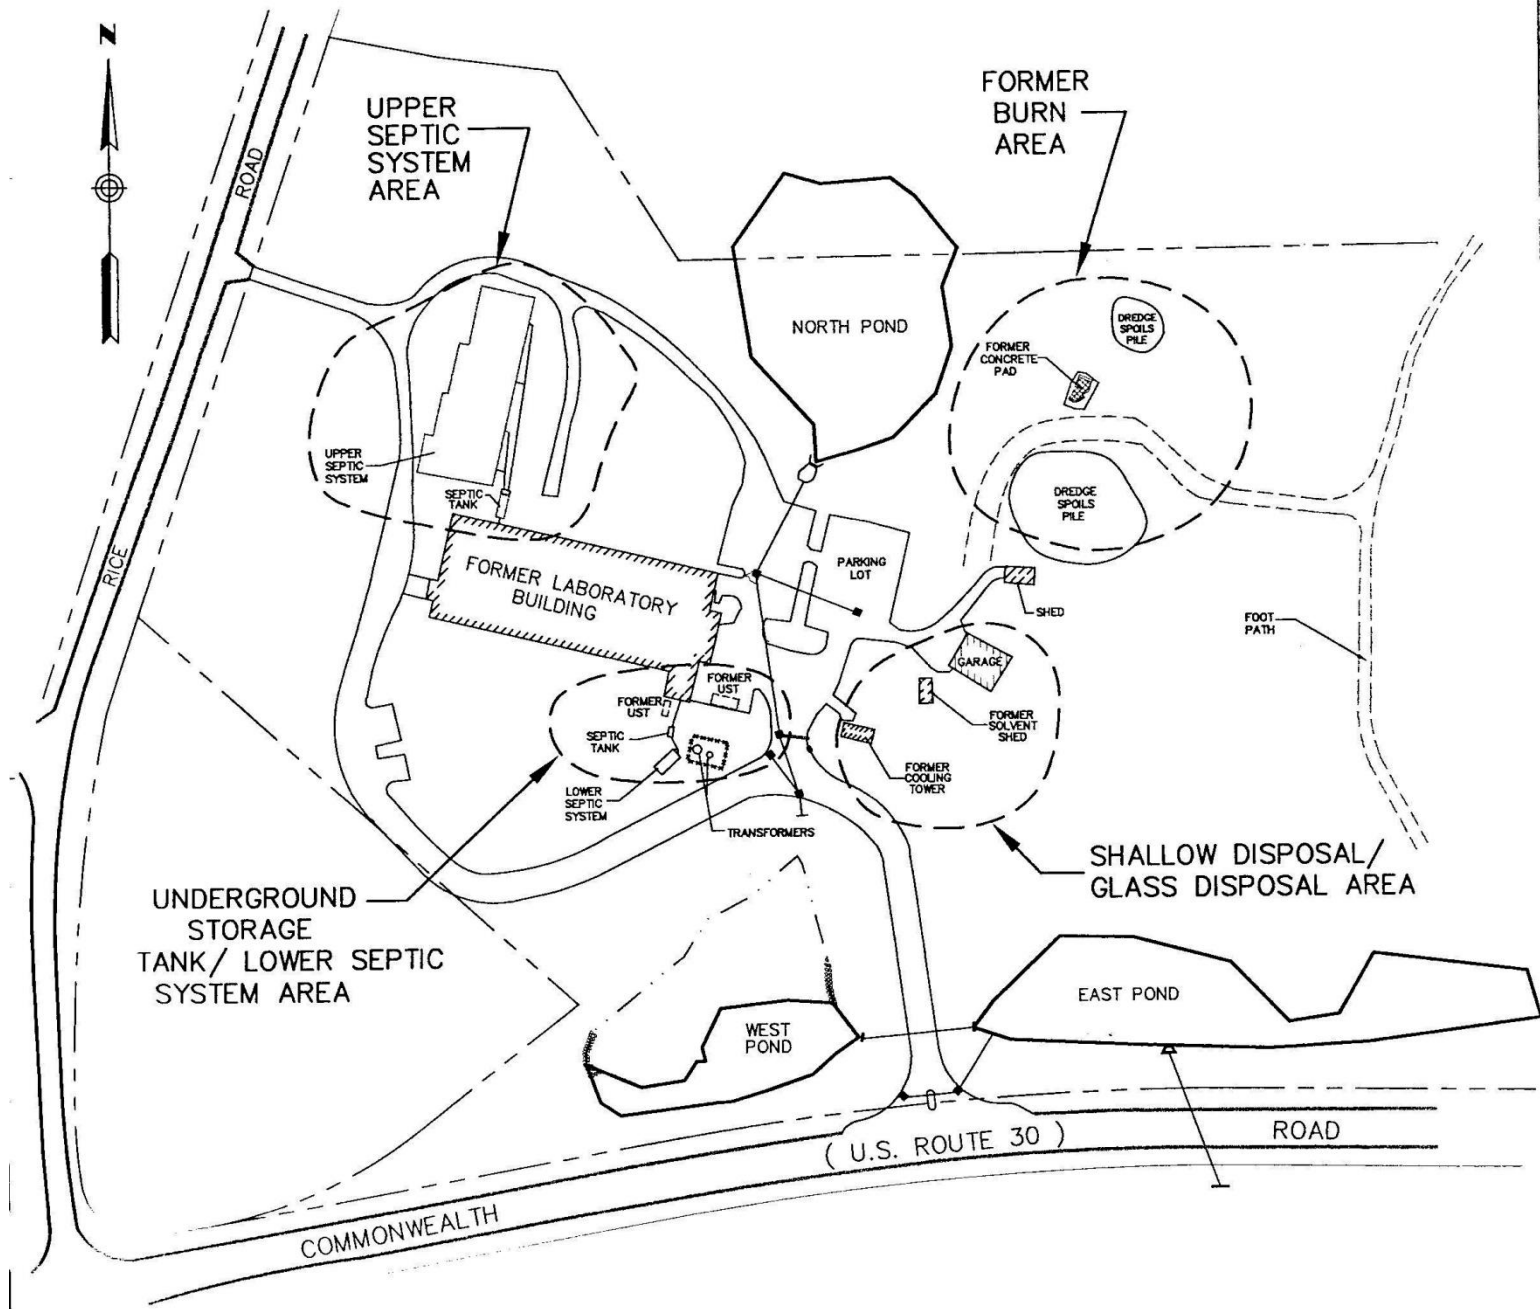 N
ROAD
RICE
UPPER
SEPTIC
SYSTEM
AREA
FORMER
BURN
AREA
NORTH POND
DREDGE
SPOILS
PILE
FORMER
CONCRETE
PAD
DREDGE
SPOILS
PILE
UPPER
SEPTIC
SYSTEM
SEPTIC
TANK
FORMER LABORATORY
BUILDING
PARKING
LOT
SHED
FOOT
PATH
GARAGE
FORMER
SOLVENT
SHED
FORMER
COOLING
TOWER
FORMER
UST
FORMER
UST
SEPTIC
TANK
LOWER
SEPTIC
SYSTEM
TRANSFORMERS
SHALLOW DISPOSAL/
GLASS DISPOSAL AREA
UNDERGROUND
STORAGE
TANK/ LOWER SEPTIC
SYSTEM AREA
WEST
POND
EAST POND
COMMONWEALTH
( U.S. ROUTE 30 )
ROAD